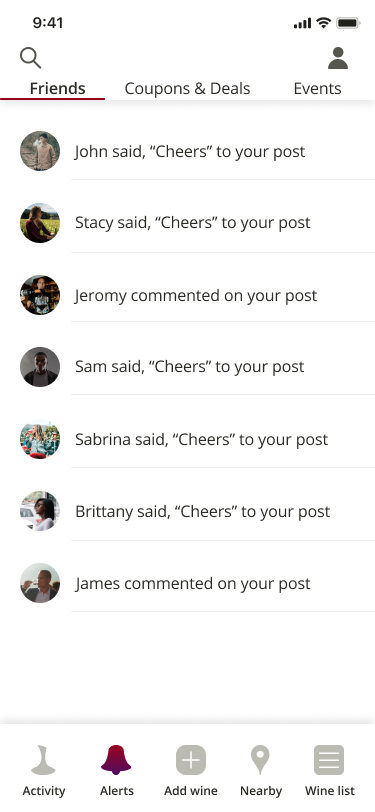 9:41
Friends Coupons & Deals Events
John said, “Cheers” to your post
Stacy said, “Cheers” to your post
Jeromy commented on your post
Sam said, “Cheers” to your post
Sabrina said, “Cheers” to your post
Brittany said, “Cheers” to your post
James commented on your post
Activity Alerts Add wine Nearby Wine list